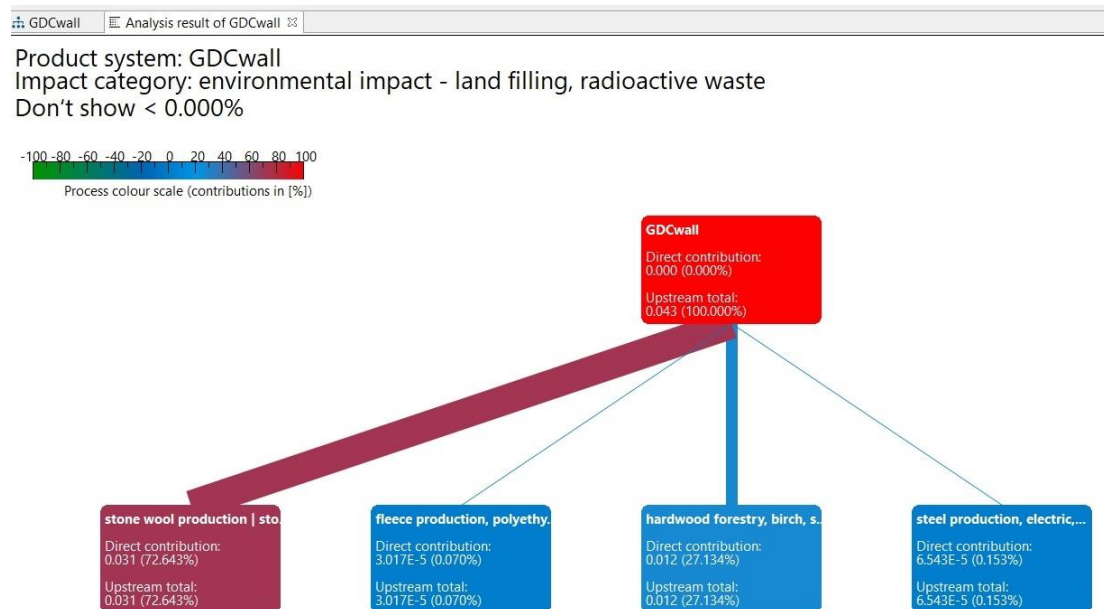 GDCwall
Analysis result of GDCwall
Product system: GDCwall
Impact category: environmental impact - land filling, radioactive waste
Don't show < 0.000%
-100 -80 -60 -40 -20 0 20 40 60 80 100
Process colour scale (contributions in [%])
GDCwall
Direct contribution:
0.000 (0.000%)
Upstream total:
0.043 (100.000%)
stone wool production | sto.
Direct contribution:
0.031 (72.643%)
Upstream total:
0.031 (72.643%)
fleece production, polyethy.
Direct contribution:
3.017E-5 (0.070%)
Upstream total:
3.017E-5 (0.070%)
hardwood forestry, birch, s..
Direct contribution:
0.012 (27.134%)
Upstream total:
0.012 (27.134%)
steel production, electric,...
Direct contribution:
6.543E-5 (0.153%)
Upstream total:
6.543E-5 (0.153%)